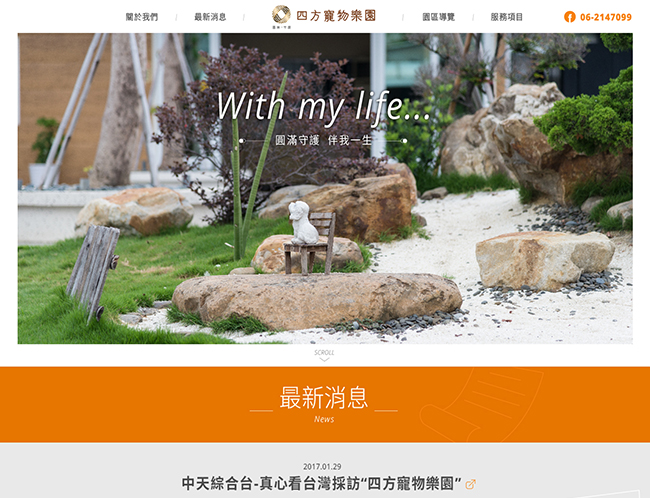 關於我們
最新消息
四方寵物樂園
園區導覽
服務項目
06-2147099
With my life...
圓滿守護 伴我一生
SCROLL
最新消息
News
2017.01.29
中天綜合台-真心看台灣採訪“四方寵物樂園”